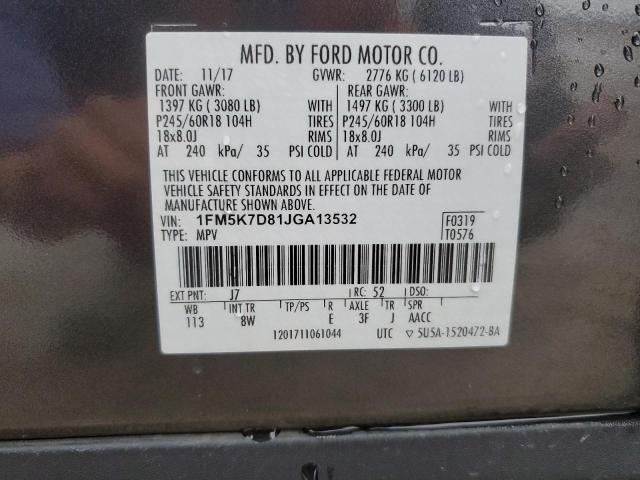 MFD. BY FORD MOTOR CO.
DATE: 11/17 GVWR: 2776 KG ( 6120 LB)
FRONT GAWR: REAR GAWR:
1397 KG ( 3080 LB) WITH 1497 KG ( 3300 LB) WITH
P245/60R18 104H TIRES P245/60R18 104H TIRES
18x8.0J RIMS 18x8.0J RIMS
AT 240 kPa/ 35 PSI COLD AT 240 kPa/ 35 PSI COLD
THIS VEHICLE CONFORMS TO ALL APPLICABLE FEDERAL MOTOR
VEHICLE SAFETY STANDARDS IN EFFECT ON THE DATE OF
MANUFACTURE SHOWN ABOVE.
VIN: 1FM5K7D81JGA13532 F0319
TYPE: MPV T0576
EXT PNT: J7 RC: 52 DSO:
WB INT TR TP/PS R AXLE TR SPR
113 8W E 3F J AACC
1201711061044 UTC ▽ 5U5A-1520472-BA